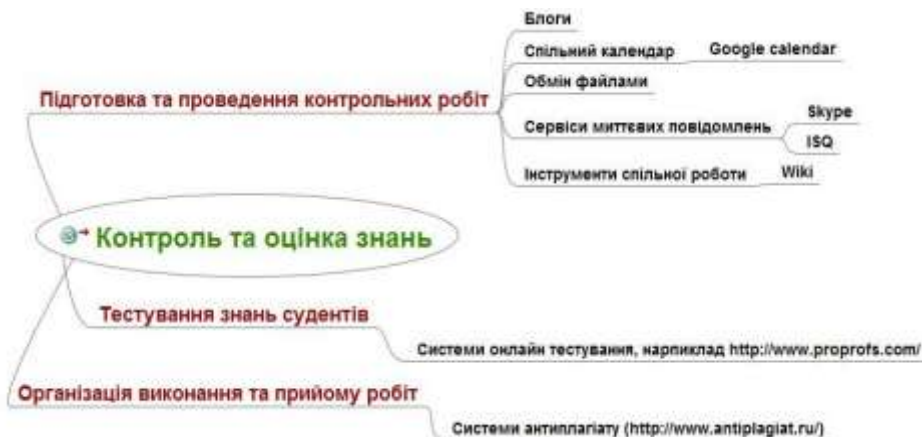 Блоги
Спільний календар Google calendar
Обмін файлами
Підготовка та проведення контрольних робіт
Skype
Сервіси миттєвих повідомлень
ISQ
Інструменти спільної роботи Wiki
Контроль та оцінка знань
Тестування знань судентів
Системи онлайн тестування, нарпиклад http://www.proprofs.com/
Організація виконання та прийому робіт
Системи антипларіату (http://www.antiplagiat.ru/)